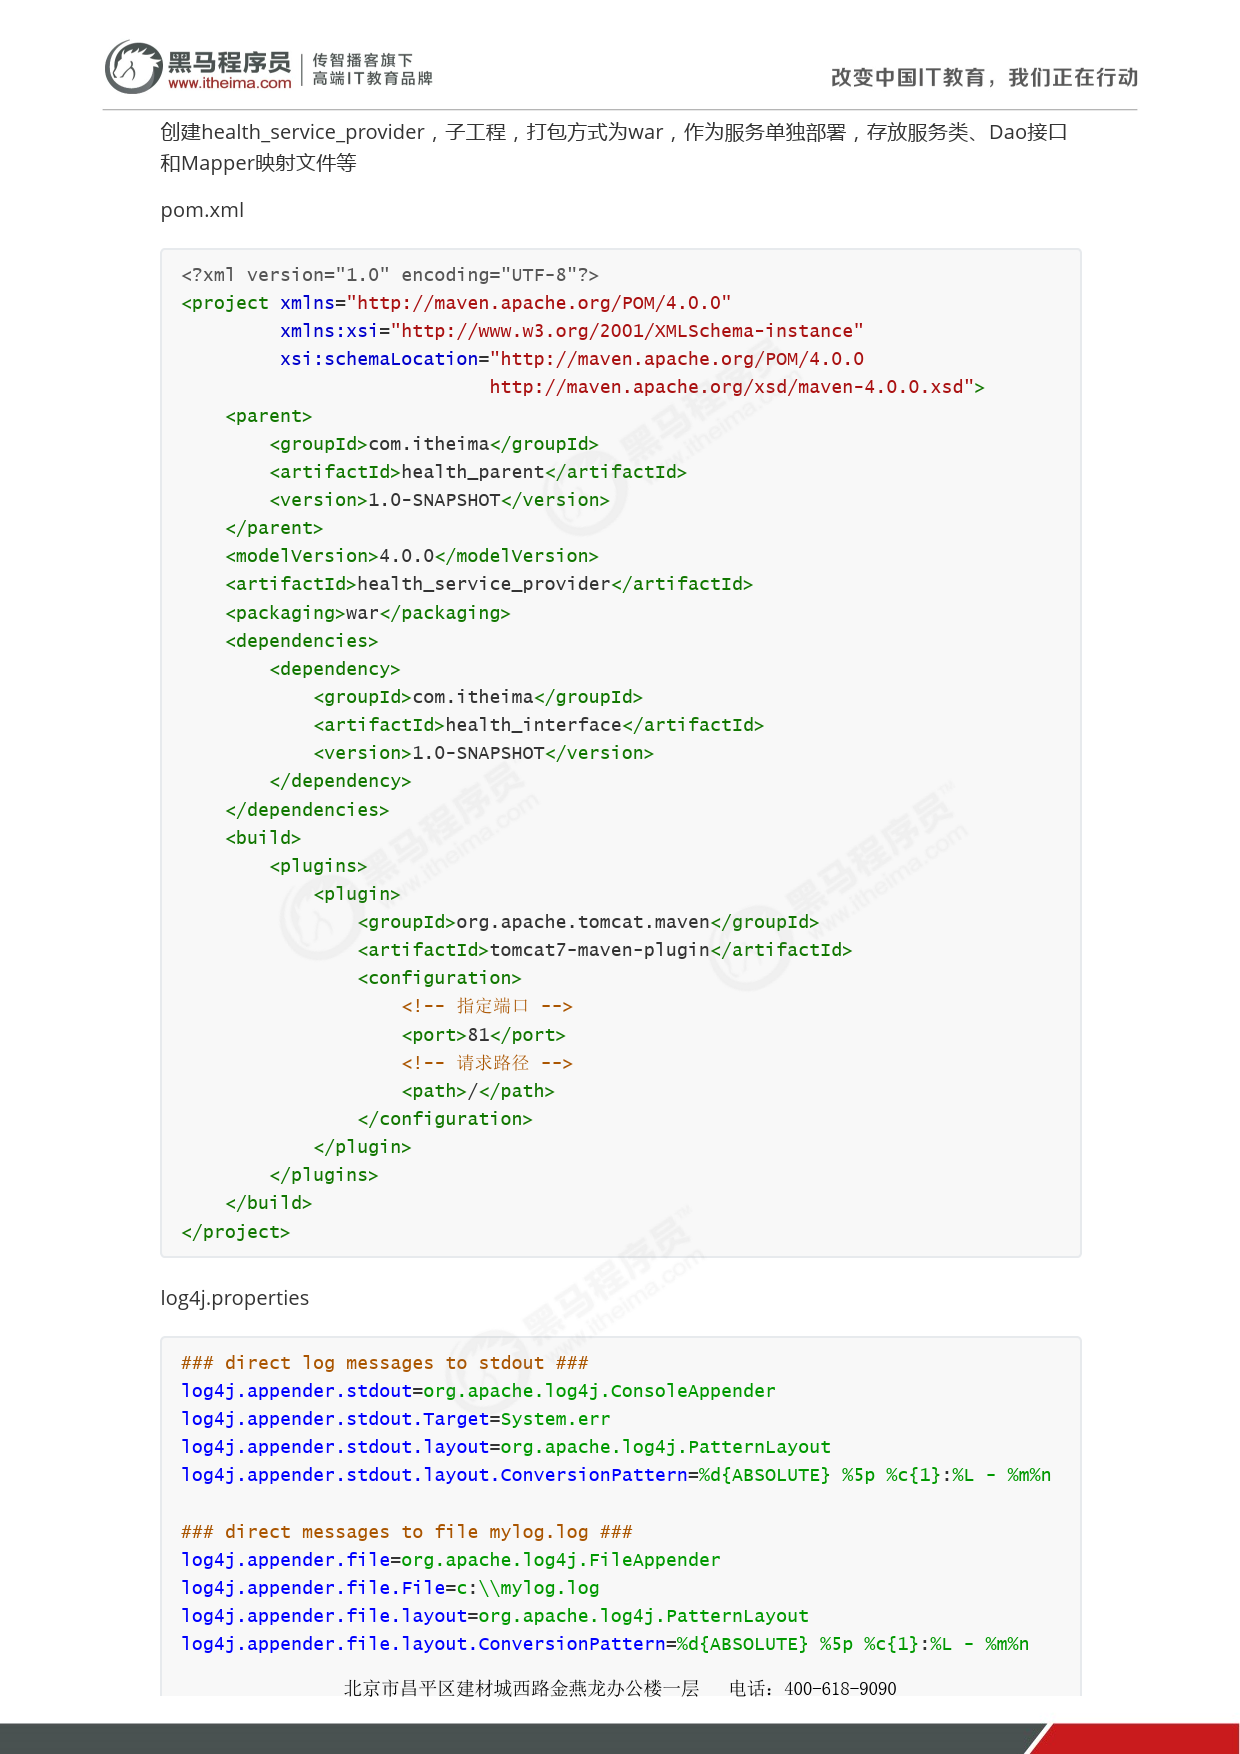 黑马程序员
www.itheima.com
传智播客旗下
高端IT教育品牌
改变中国IT教育，我们正在行动
创建health_service_provider，子工程，打包方式为war，作为服务单独部署，存放服务类、Dao接口
和Mapper映射文件等
pom.xml
<?xml version="1.0" encoding="UTF-8"?>
<project xmlns="http://maven.apache.org/POM/4.0.0"
         xmlns:xsi="http://www.w3.org/2001/XMLSchema-instance"
         xsi:schemaLocation="http://maven.apache.org/POM/4.0.0
                            http://maven.apache.org/xsd/maven-4.0.0.xsd">
    <parent>
        <groupId>com.itheima</groupId>
        <artifactId>health_parent</artifactId>
        <version>1.0-SNAPSHOT</version>
    </parent>
    <modelVersion>4.0.0</modelVersion>
    <artifactId>health_service_provider</artifactId>
    <packaging>war</packaging>
    <dependencies>
        <dependency>
            <groupId>com.itheima</groupId>
            <artifactId>health_interface</artifactId>
            <version>1.0-SNAPSHOT</version>
        </dependency>
    </dependencies>
    <build>
        <plugins>
            <plugin>
                <groupId>org.apache.tomcat.maven</groupId>
                <artifactId>tomcat7-maven-plugin</artifactId>
                <configuration>
                    <!-- 指定端口 -->
                    <port>81</port>
                    <!-- 请求路径 -->
                    <path>/</path>
                </configuration>
            </plugin>
        </plugins>
    </build>
</project>
log4j.properties
### direct log messages to stdout ###
log4j.appender.stdout=org.apache.log4j.ConsoleAppender
log4j.appender.stdout.Target=System.err
log4j.appender.stdout.layout=org.apache.log4j.PatternLayout
log4j.appender.stdout.layout.ConversionPattern=%d{ABSOLUTE} %5p %c{1}:%L - %m%n
### direct messages to file mylog.log ###
log4j.appender.file=org.apache.log4j.FileAppender
log4j.appender.file.File=c:\\mylog.log
log4j.appender.file.layout=org.apache.log4j.PatternLayout
log4j.appender.file.layout.ConversionPattern=%d{ABSOLUTE} %5p %c{1}:%L - %m%n
北京市昌平区建材城西路金燕龙办公楼一层 电话：400-618-9090